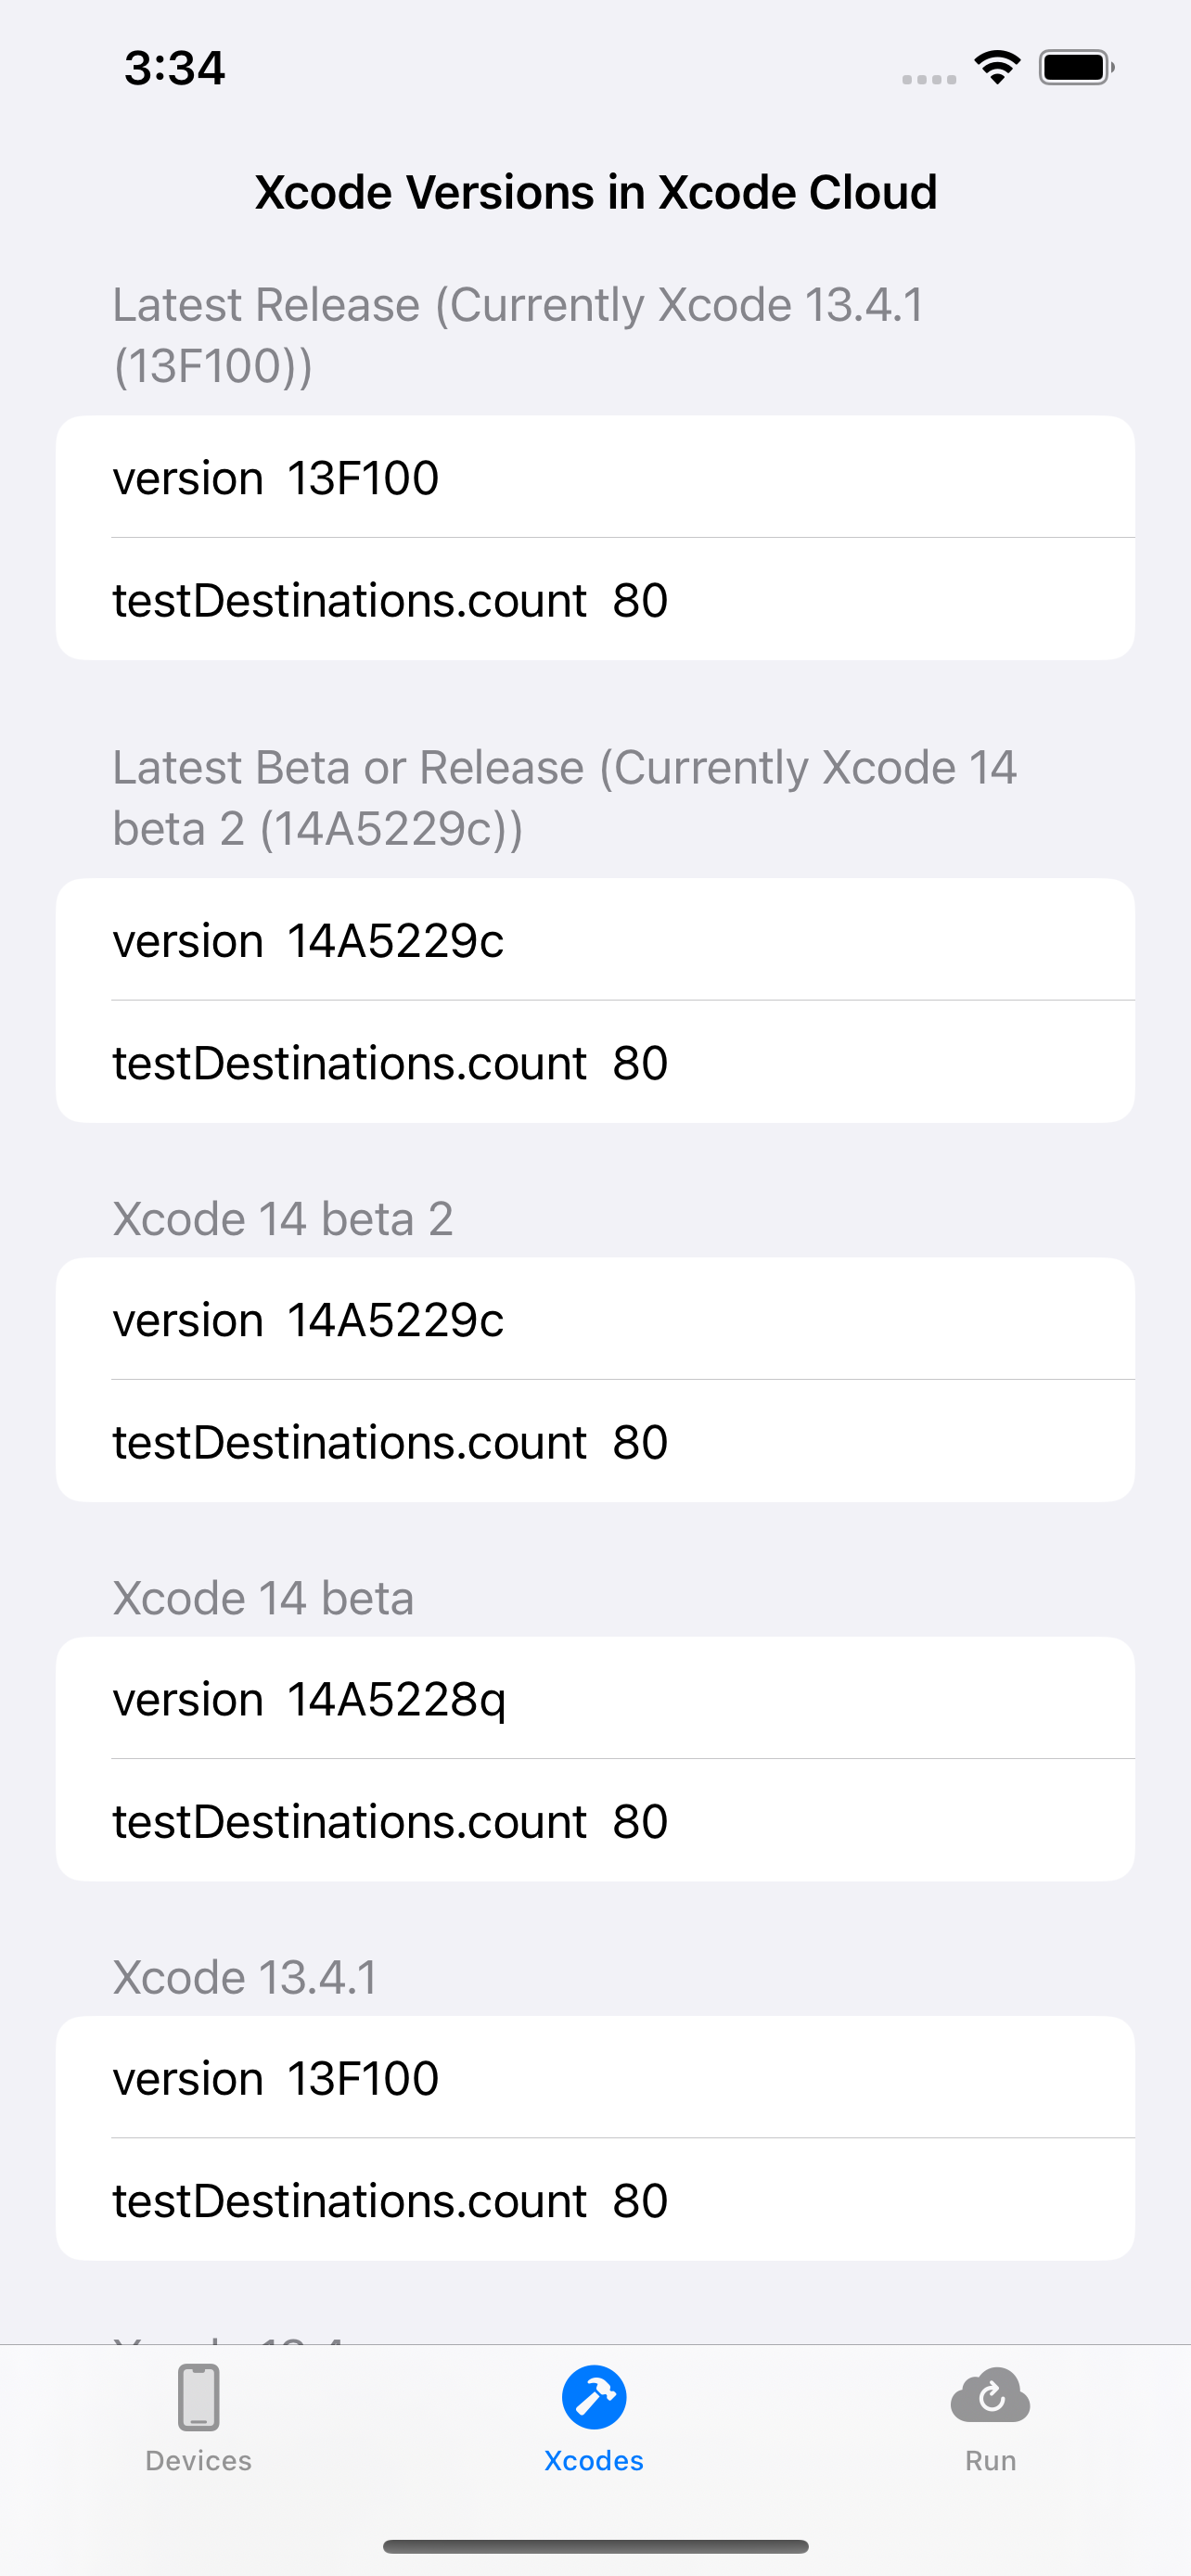 3:34
Xcode Versions in Xcode Cloud
Latest Release (Currently Xcode 13.4.1
(13F100))
version 13F100
testDestinations.count 80
Latest Beta or Release (Currently Xcode 14
beta 2 (14A5229c))
version 14A5229c
testDestinations.count 80
Xcode 14 beta 2
version 14A5229c
testDestinations.count 80
Xcode 14 beta
version 14A5228q
testDestinations.count 80
Xcode 13.4.1
version 13F100
testDestinations.count 80
Devices
Xcodes
Run